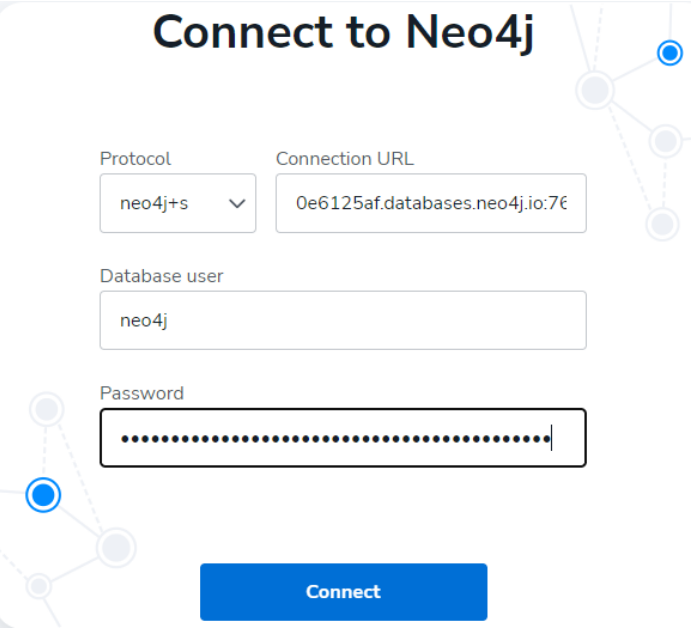 Connect to Neo4j
Protocol Connection URL
neo4j+s 0e6125af.databases.neo4j.io:76
Database user
neo4j
Password
••••••••••••••••••••••••••••••••••••••••••••
Connect